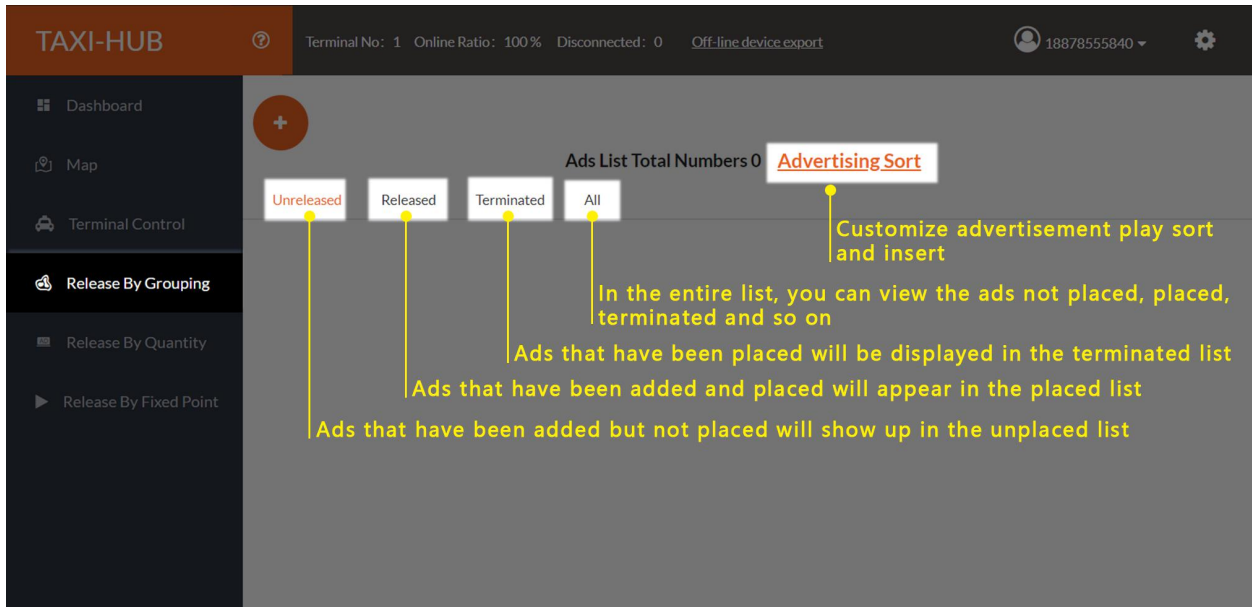 TAXI-HUB
Terminal No: 1 Online Ratio: 100% Disconnected: 0 Off-line device export
18878555840
Dashboard
Map
Terminal Control
Release By Grouping
Release By Quantity
Release By Fixed Point
+
Ads List Total Numbers 0 Advertising Sort
Unreleased Released Terminated All
Customize advertisement play sort
and insert
In the entire list, you can view the ads not placed, placed,
terminated and so on
Ads that have been placed will be displayed in the terminated list
Ads that have been added and placed will appear in the placed list
Ads that have been added but not placed will show up in the unplaced list